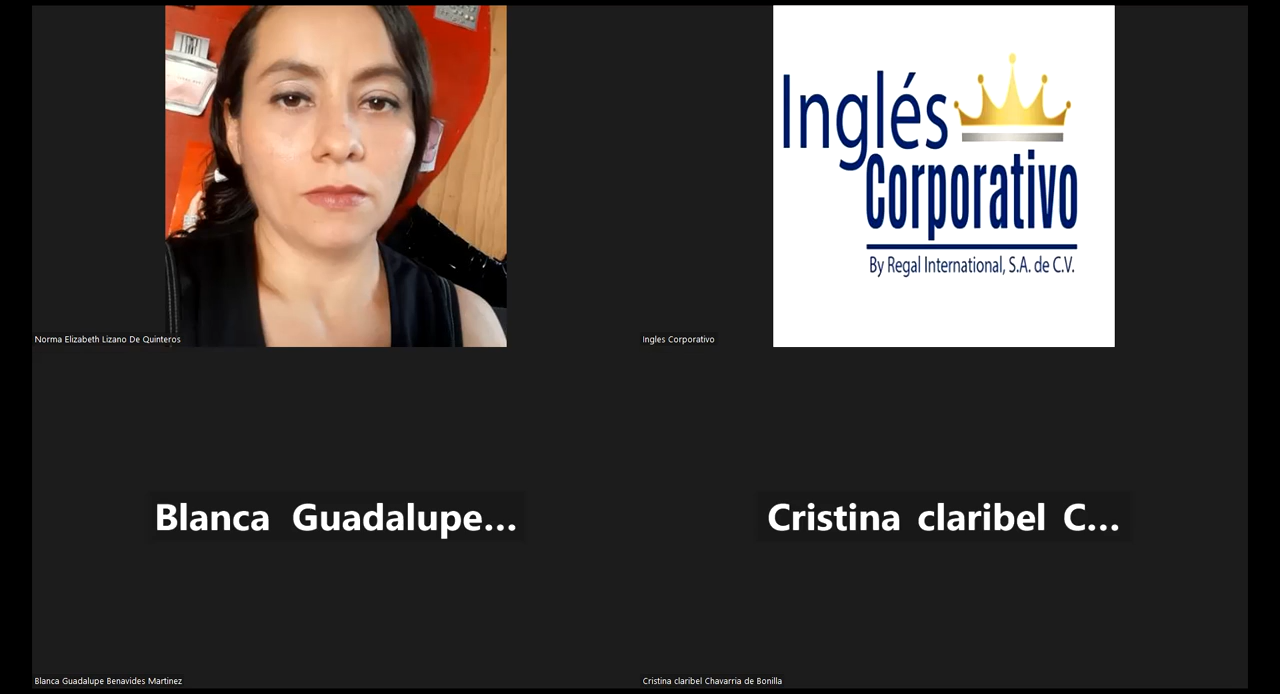 Inglés
Corporativo
By Regal International, S.A. de C.V.
Norma Elizabeth Lizano De Quinteros
Ingles Corporativo
Blanca Guadalupe...
Cristina claribel C...
Blanca Guadalupe Benavides Martinez
Cristina claribel Chavarria de Bonilla